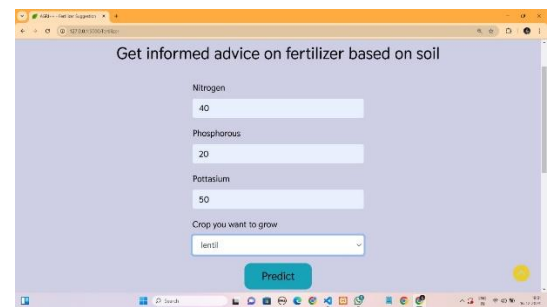 Get informed advice on fertilizer based on soil
Nitrogen
40
Phosphorous
20
Pottasium
50
Crop you want to grow
lentil
Predict
Search